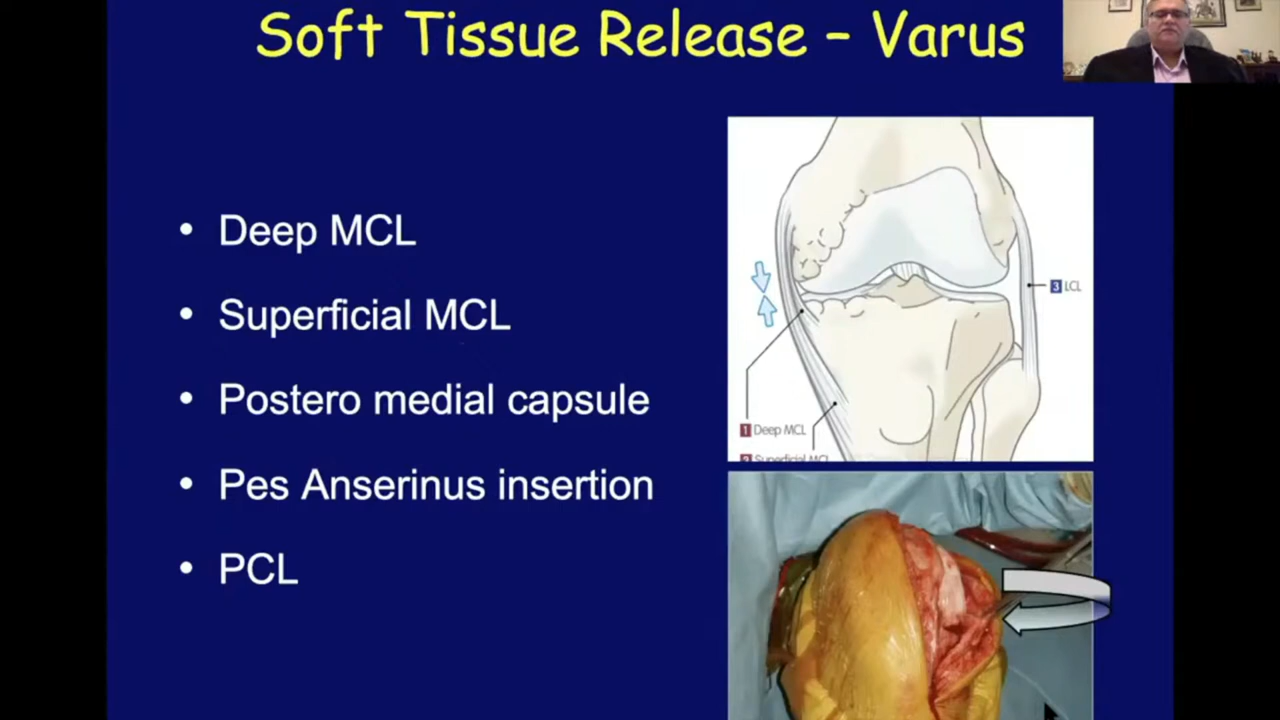 Soft Tissue Release – Varus
• Deep MCL
• Superficial MCL
• Postero medial capsule
• Pes Anserinus insertion
• PCL
3 LCL
1 Deep MCL
2 Superficial MCL